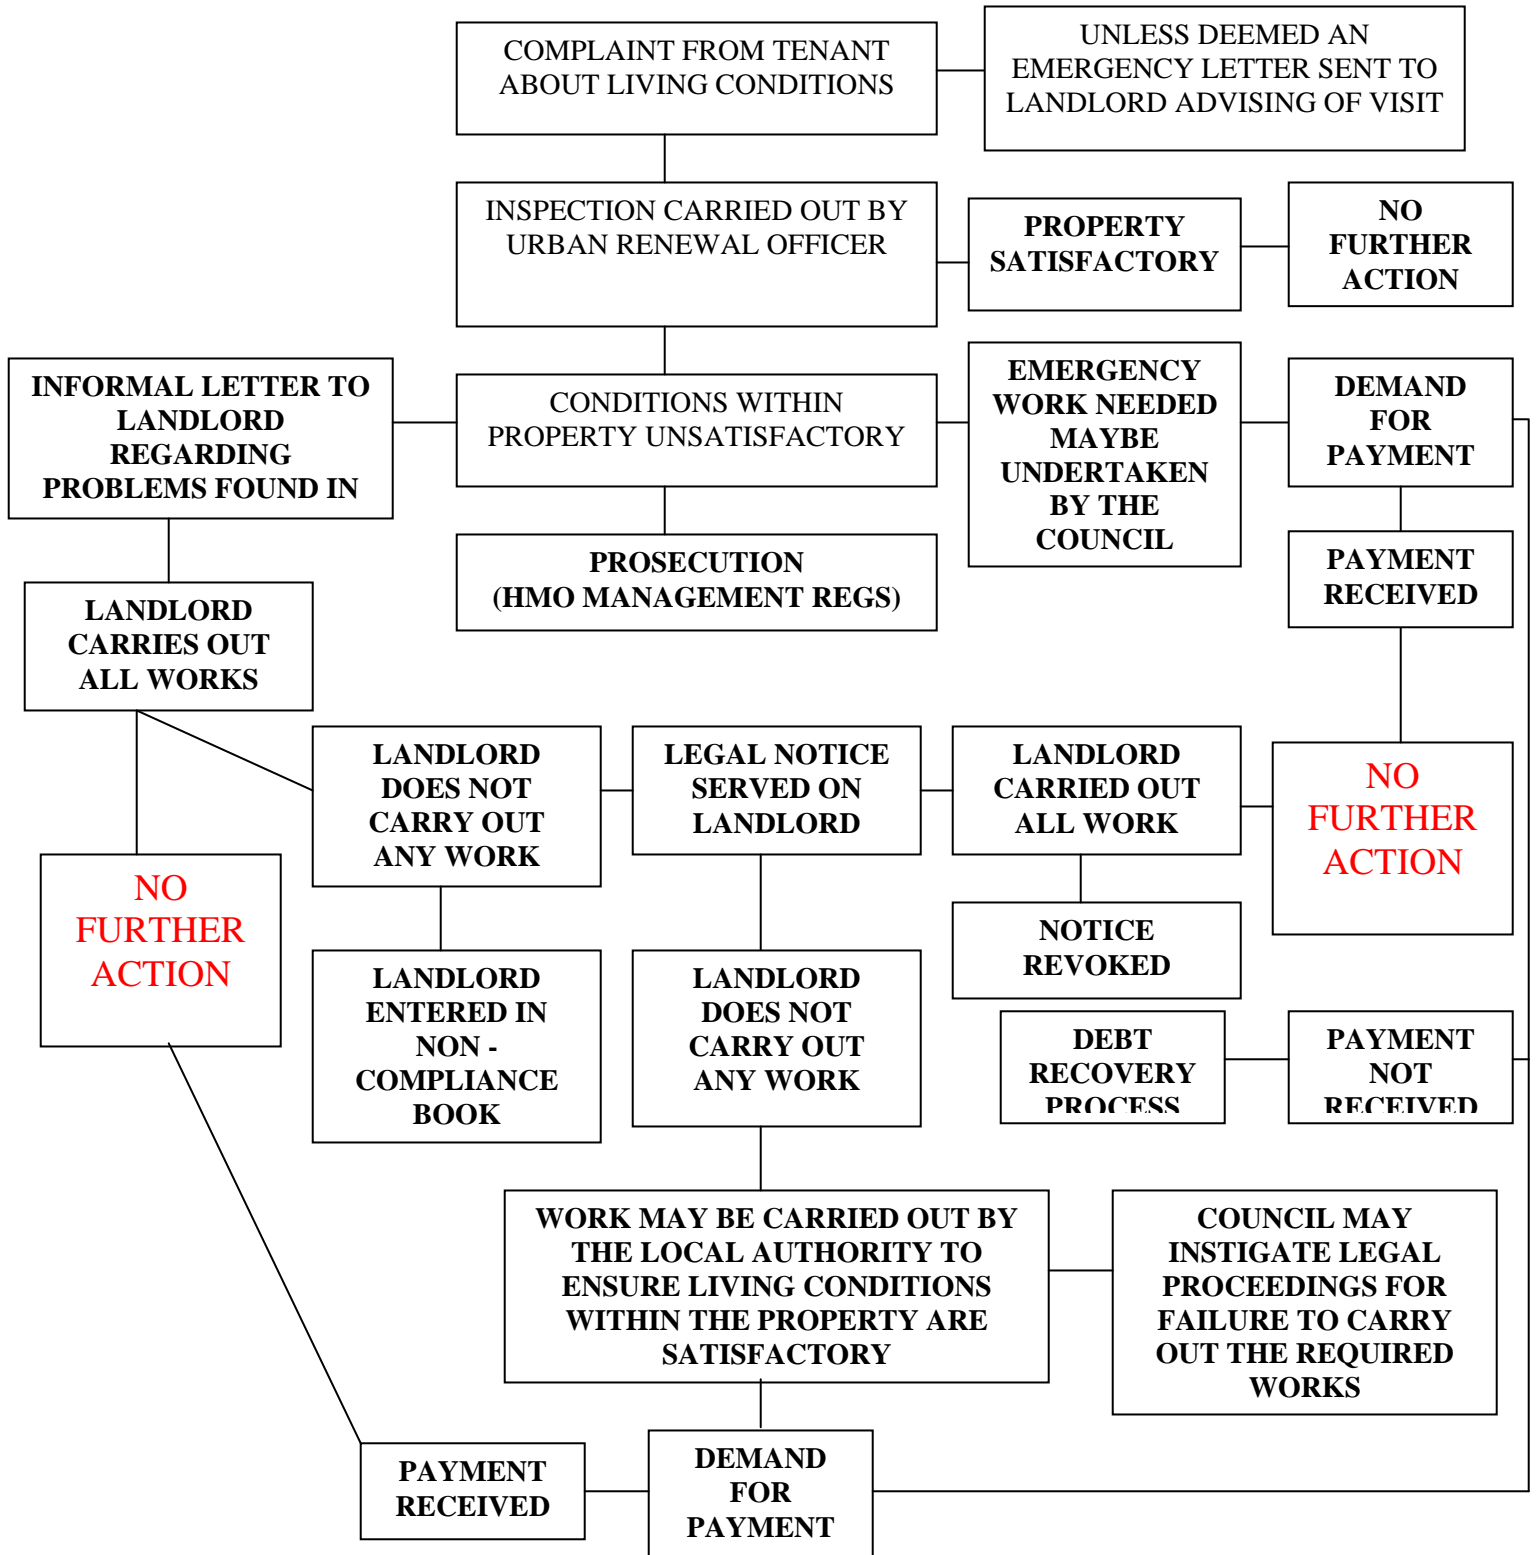 COMPLAINT FROM TENANT
ABOUT LIVING CONDITIONS
UNLESS DEEMED AN
EMERGENCY LETTER SENT TO
LANDLORD ADVISING OF VISIT
INSPECTION CARRIED OUT BY
URBAN RENEWAL OFFICER
PROPERTY
SATISFACTORY
NO
FURTHER
ACTION
INFORMAL LETTER TO
LANDLORD
REGARDING
PROBLEMS FOUND IN
CONDITIONS WITHIN
PROPERTY UNSATISFACTORY
EMERGENCY
WORK NEEDED
MAYBE
UNDERTAKEN
BY THE
COUNCIL
DEMAND
FOR
PAYMENT
PROSECUTION
(HMO MANAGEMENT REGS)
PAYMENT
RECEIVED
LANDLORD
CARRIES OUT
ALL WORKS
LANDLORD
DOES NOT
CARRY OUT
ANY WORK
LEGAL NOTICE
SERVED ON
LANDLORD
LANDLORD
CARRIED OUT
ALL WORK
NO
FURTHER
ACTION
NO
FURTHER
ACTION
NOTICE
REVOKED
LANDLORD
ENTERED IN
NON -
COMPLIANCE
BOOK
LANDLORD
DOES NOT
CARRY OUT
ANY WORK
DEBT
RECOVERY
PROCESS
PAYMENT
NOT
RECEIVED
WORK MAY BE CARRIED OUT BY
THE LOCAL AUTHORITY TO
ENSURE LIVING CONDITIONS
WITHIN THE PROPERTY ARE
SATISFACTORY
COUNCIL MAY
INSTIGATE LEGAL
PROCEEDINGS FOR
FAILURE TO CARRY
OUT THE REQUIRED
WORKS
PAYMENT
RECEIVED
DEMAND
FOR
PAYMENT